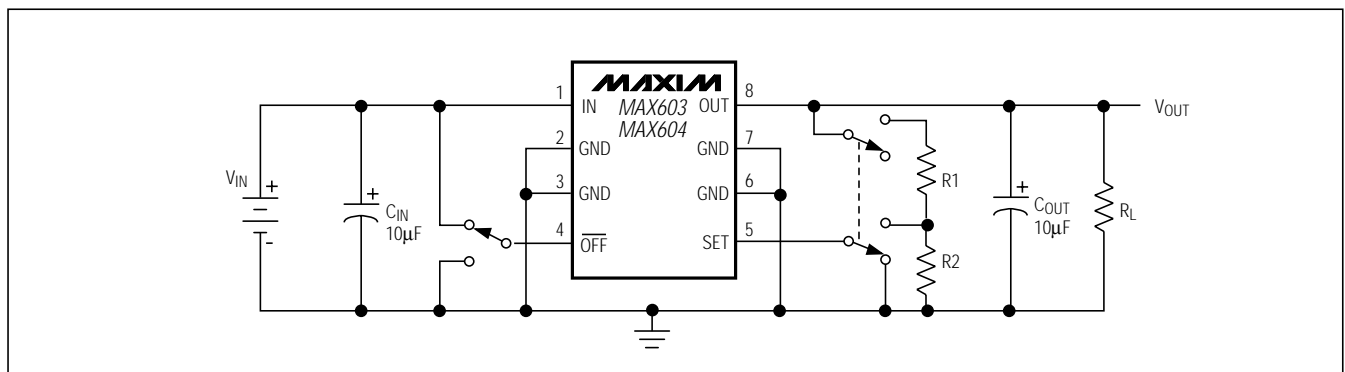 MAXIM
MAX603
MAX604
1
IN
OUT
8
2
GND
GND
7
3
GND
GND
6
4
OFF
SET
5
VIN
+
-
+
CIN
10µF
R1
R2
+
COUT
10µF
RL
VOUT